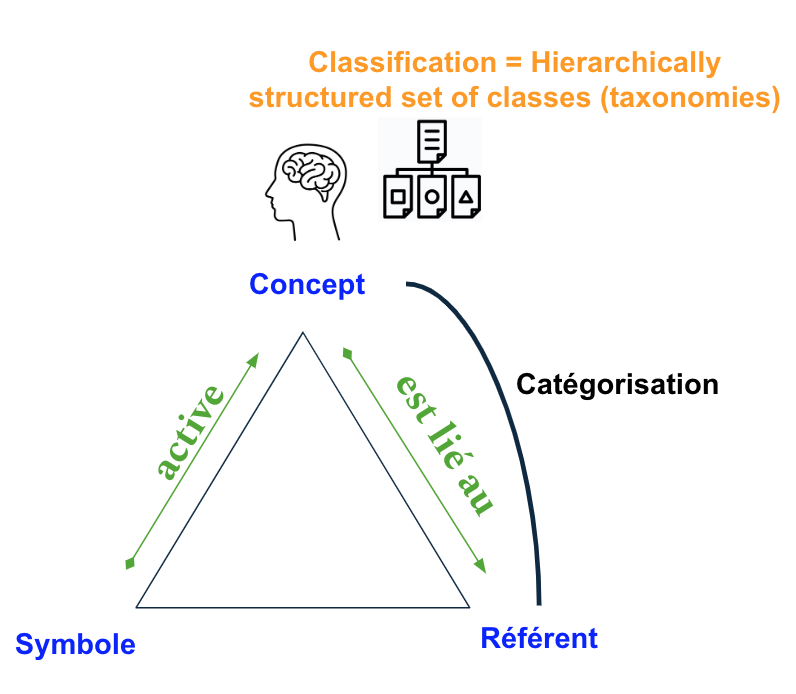 Classification = Hierarchically
structured set of classes (taxonomies)
Concept
Catégorisation
active
est lié au
Symbole
Référent